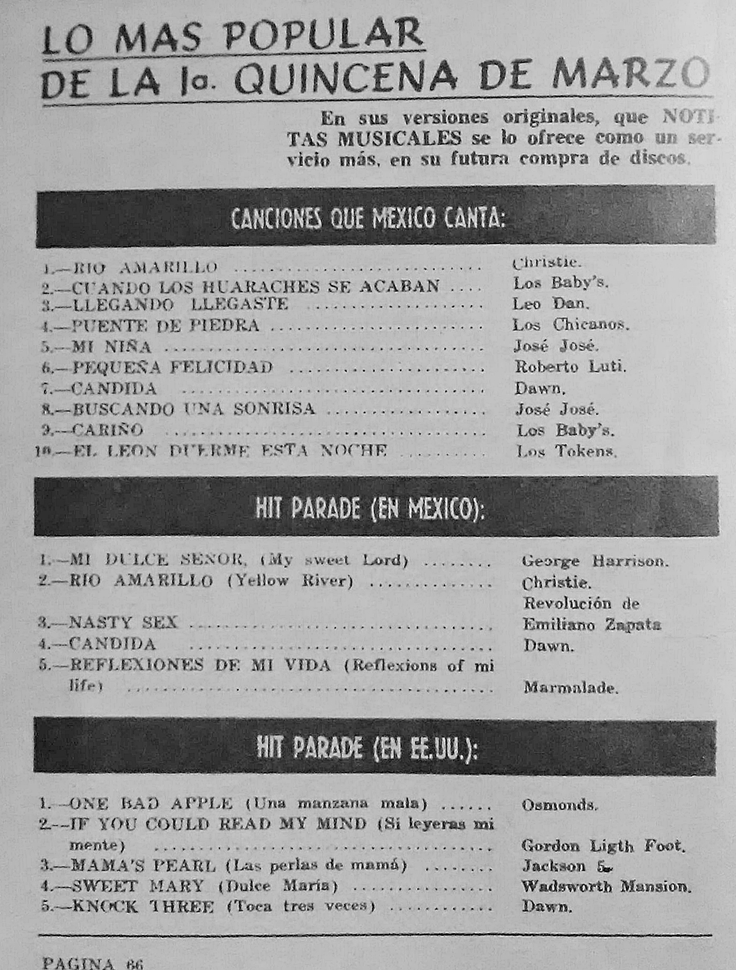 LO MAS POPULAR
DE LA 1a. QUINCENA DE MARZO
En sus versiones originales, que NOTI-
TAS MUSICALES se lo ofrece como un ser-
vicio más, en su futura compra de discos.
CANCIONES QUE MEXICO CANTA:
1.—RIO AMARILLO .......................... Christie.
2.—CUANDO LOS HUARACHES SE ACABAN .... Los Baby's.
3.—LLEGANDO LLEGASTE .................... Leo Dan.
4.—PUENTE DE PIEDRA ........................ Los Chicanos.
5.—MI NIÑA .................................... José José.
6.—PEQUEÑA FELICIDAD ...................... Roberto Luti.
7.—CANDIDA .................................. Dawn.
8.—BUSCANDO UNA SONRISA .................. José José.
9.—CARIÑO .................................... Los Baby's.
10.—EL LEON DUERME ESTA NOCHE .......... Los Tokens.
HIT PARADE (EN MEXICO):
1.—MI DULCE SEÑOR, (My sweet Lord) ........ George Harrison.
2.—RIO AMARILLO (Yellow River) .............. Christie.
Revolución de
3.—NASTY SEX .................................. Emiliano Zapata
4.—CANDIDA .................................. Dawn.
5.—REFLEXIONES DE MI VIDA (Reflexions of mi
life) ........................................ Marmalade.
HIT PARADE (EN EE.UU.):
1.—ONE BAD APPLE (Una manzana mala) ...... Osmonds.
2.--IF YOU COULD READ MY MIND (Si leyeras mi
mente) ..................................... Gordon Ligth Foot.
3.—MAMA'S PEARL (Las perlas de mamá) ........ Jackson 5.
4.—SWEET MARY (Dulce María) ................ Wadsworth Mansion.
5.—KNOCK THREE (Toca tres veces) ............ Dawn.
PAGINA 66